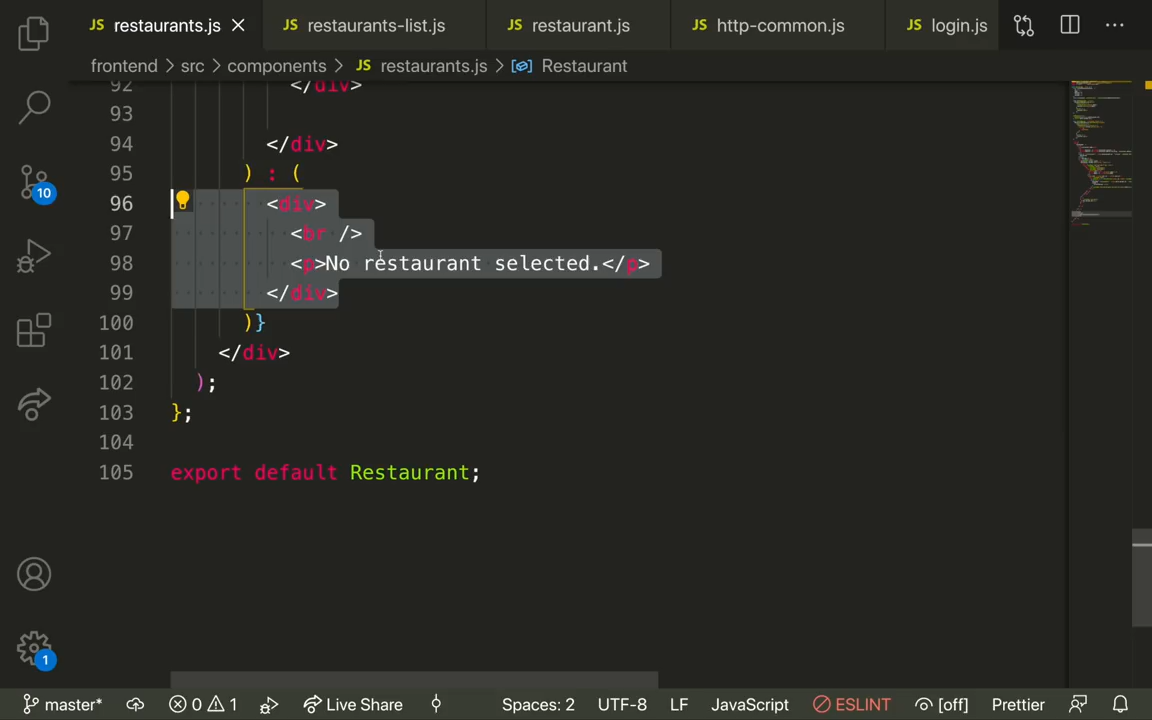 JS restaurants.js
JS restaurants-list.js
JS restaurant.js
JS http-common.js
JS login.js
frontend > src > components > JS restaurants.js > Restaurant
92 </div>
93
94 </div>
95 ) : (
96 <div>
97 <br />
98 <p>No restaurant selected.</p>
99 </div>
100 )}
101 </div>
102 );
103 };
104
105 export default Restaurant;
10
1
master* 0 1 Live Share Spaces: 2 UTF-8 LF JavaScript ESLINT [off] Prettier